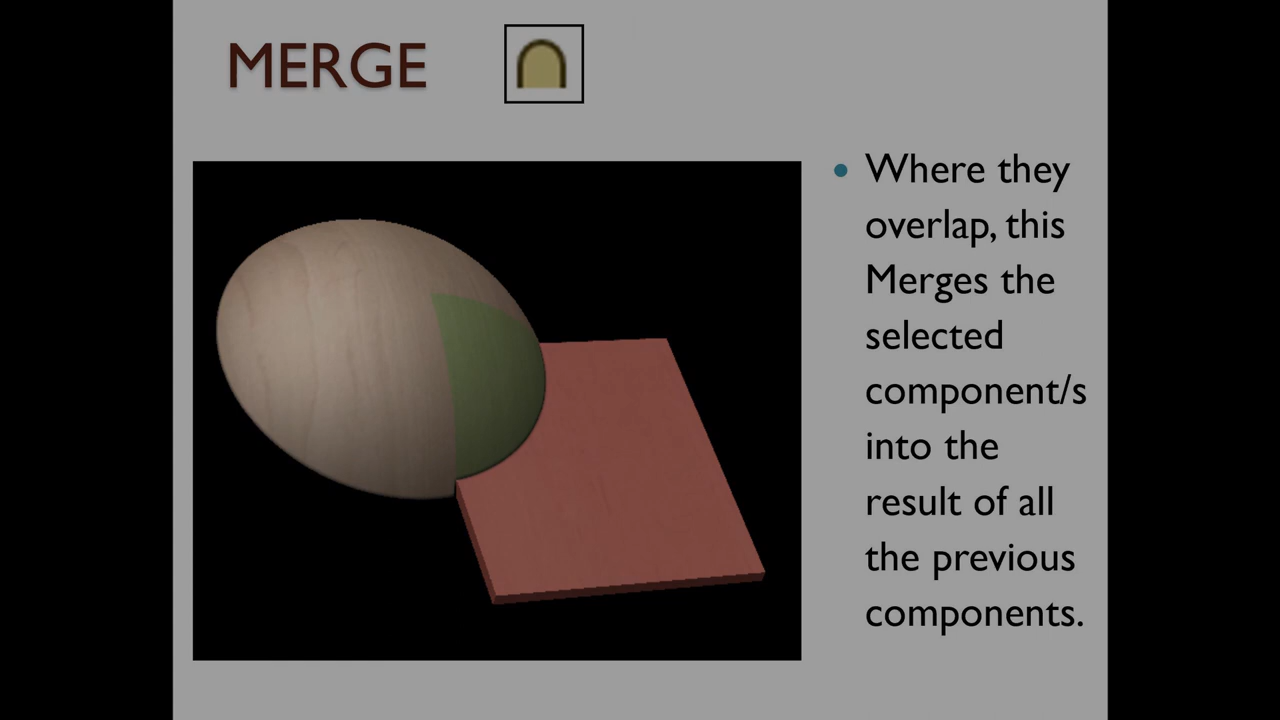 MERGE
Where they
overlap, this
Merges the
selected
component/s
into the
result of all
the previous
components.